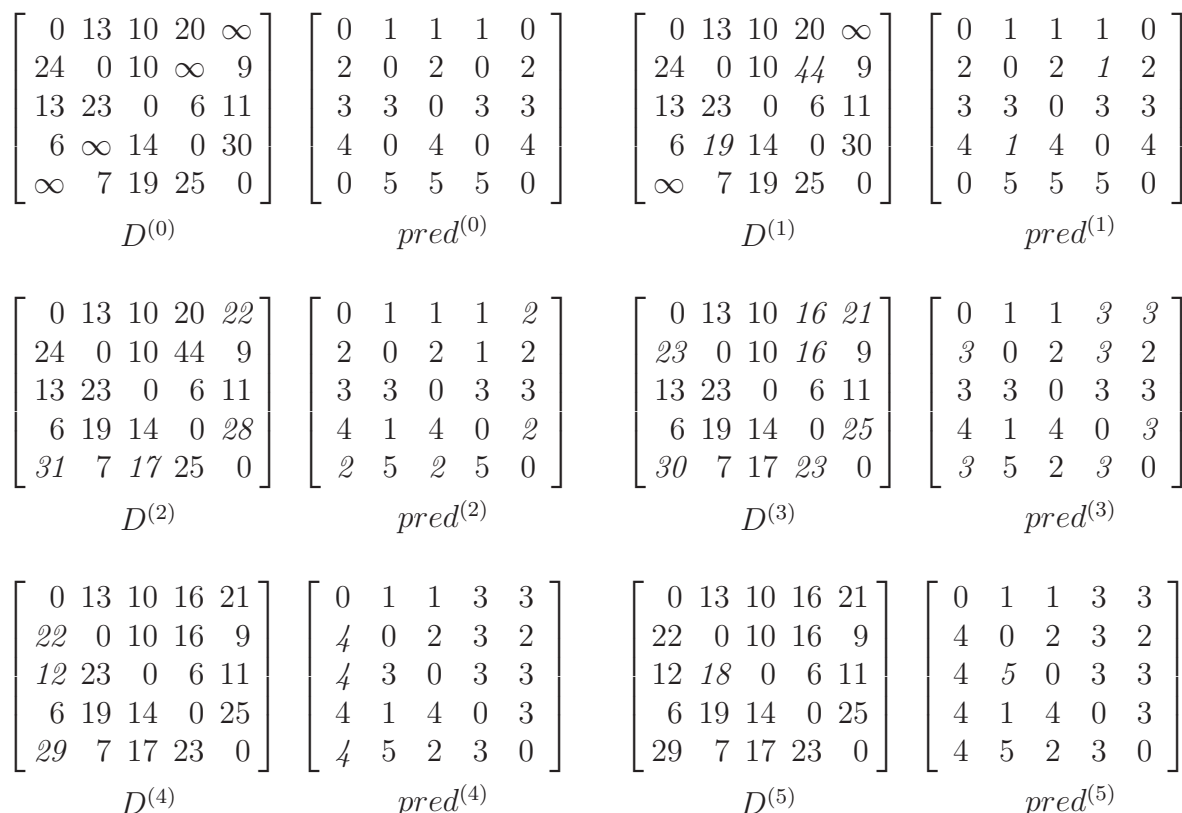 0 13 10 20 ∞ 0 1 1 1 0 0 13 10 20 ∞ 0 1 1 1 0
24 0 10 ∞ 9 2 0 2 0 2 24 0 10 44 9 2 0 2 1 2
13 23 0 6 11 3 3 0 3 3 13 23 0 6 11 3 3 0 3 3
6 ∞ 14 0 30 4 0 4 0 4 6 19 14 0 30 4 1 4 0 4
∞ 7 19 25 0 0 5 5 5 0 ∞ 7 19 25 0 0 5 5 5 0
D⁽⁰⁾ pred⁽⁰⁾ D⁽¹⁾ pred⁽¹⁾
0 13 10 20 22 0 1 1 1 2 0 13 10 16 21 0 1 1 3 3
24 0 10 44 9 2 0 2 1 2 23 0 10 16 9 3 0 2 3 2
13 23 0 6 11 3 3 0 3 3 13 23 0 6 11 3 3 0 3 3
6 19 14 0 28 4 1 4 0 2 6 19 14 0 25 4 1 4 0 3
31 7 17 25 0 2 5 2 5 0 30 7 17 23 0 3 5 2 3 0
D⁽²⁾ pred⁽²⁾ D⁽³⁾ pred⁽³⁾
0 13 10 16 21 0 1 1 3 3 0 13 10 16 21 0 1 1 3 3
22 0 10 16 9 4 0 2 3 2 22 0 10 16 9 4 0 2 3 2
12 23 0 6 11 4 3 0 3 3 12 18 0 6 11 4 5 0 3 3
6 19 14 0 25 4 1 4 0 3 6 19 14 0 25 4 1 4 0 3
29 7 17 23 0 4 5 2 3 0 29 7 17 23 0 4 5 2 3 0
D⁽⁴⁾ pred⁽⁴⁾ D⁽⁵⁾ pred⁽⁵⁾